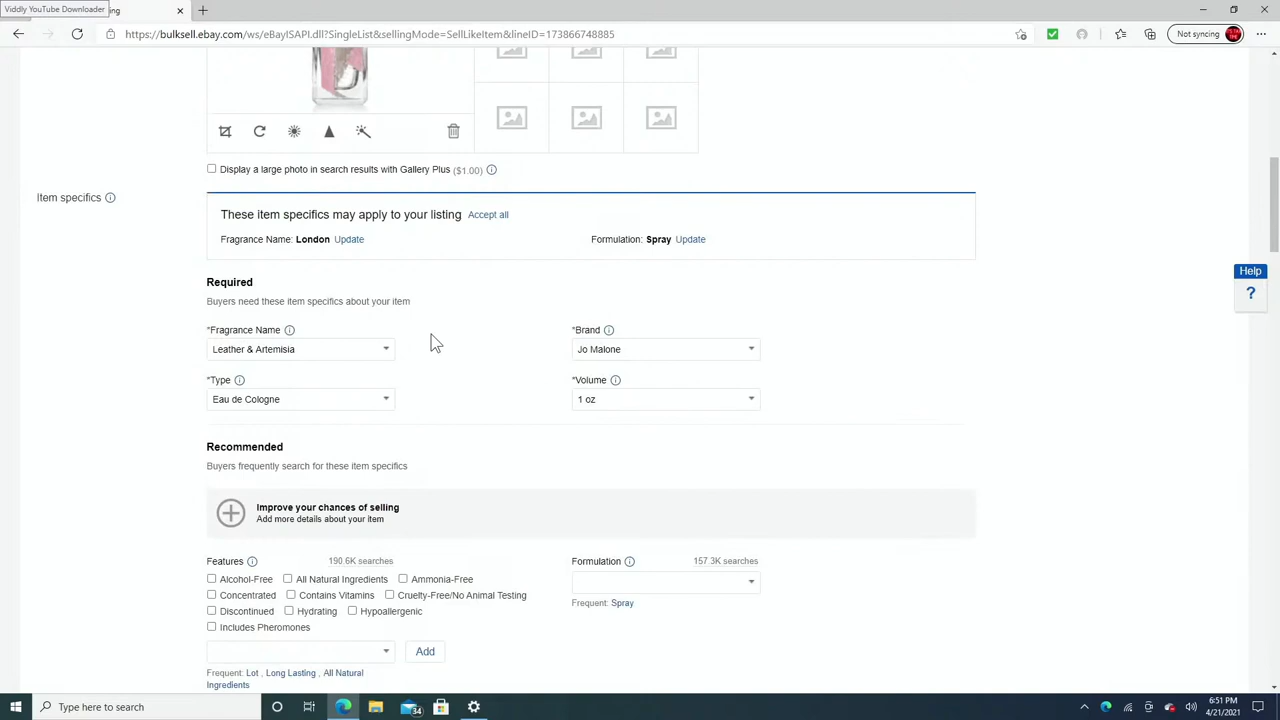 Viddly YouTube Downloader
ing
https://bulksell.ebay.com/ws/eBayISAPI.dll?SingleList&sellingMode=SellLikeItem&lineID=173866748885
Not syncing
Display a large photo in search results with Gallery Plus ($1.00)
Item specifics
These item specifics may apply to your listing Accept all
Fragrance Name: London Update Formulation: Spray Update
Help
?
Required
Buyers need these item specifics about your item
*Fragrance Name *Brand
Leather & Artemisia Jo Malone
*Type *Volume
Eau de Cologne 1 oz
Recommended
Buyers frequently search for these item specifics
Improve your chances of selling
Add more details about your item
Features 190.6K searches Formulation 157.3K searches
Alcohol-Free All Natural Ingredients Ammonia-Free
Concentrated Contains Vitamins Cruelty-Free/No Animal Testing
Frequent: Spray
Discontinued Hydrating Hypoallergenic
Includes Pheromones
Add
Frequent: Lot , Long Lasting , All Natural
Ingredients
Type here to search
34
6:51 PM
4/21/2021